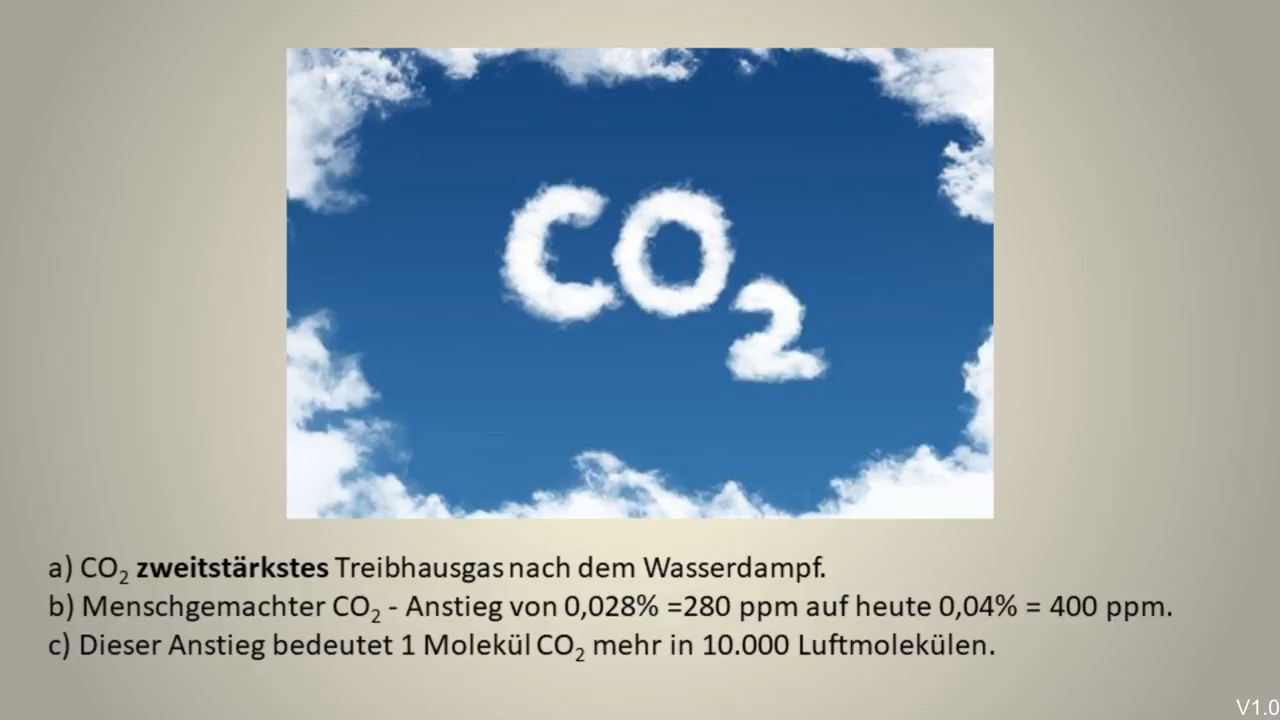 CO₂
a) CO₂ zweitstärkstes Treibhausgas nach dem Wasserdampf.
b) Menschgemachter CO₂ - Anstieg von 0,028% =280 ppm auf heute 0,04% = 400 ppm.
c) Dieser Anstieg bedeutet 1 Molekül CO₂ mehr in 10.000 Luftmolekülen.
V1.0